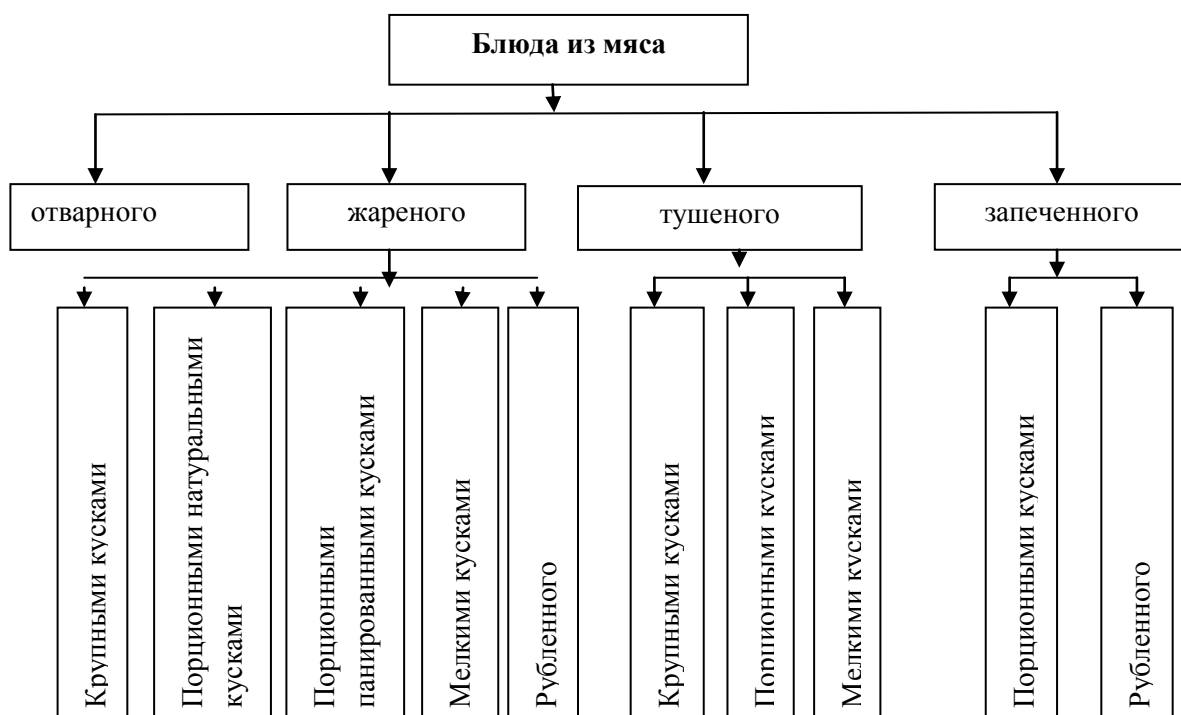 Блюда из мяса
отварного
жареного
тушеного
запеченного
Крупными кусками
Порционными натуральными
кусками
Порционными
панированными кусками
Мелкими кусками
Рубленного
Крупными кусками
Порционными кусками
Мелкими кусками
Порционными кусками
Рубленного